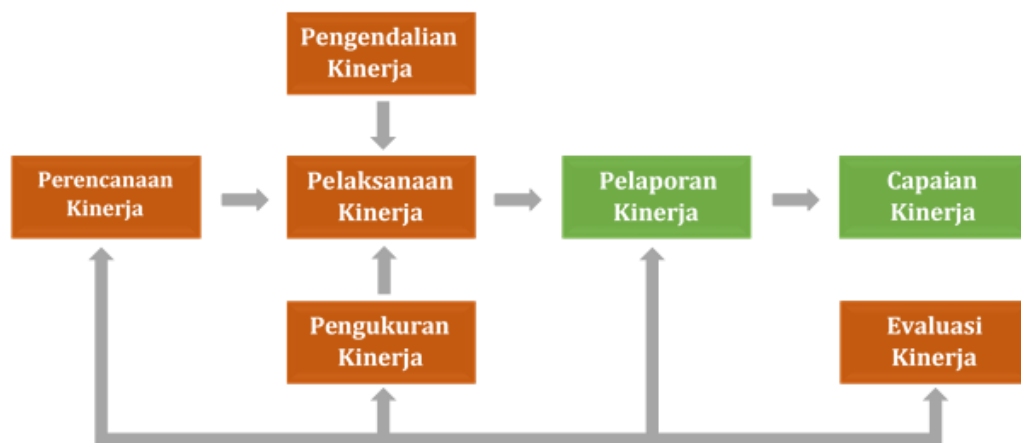 Pengendalian
Kinerja
Perencanaan
Kinerja
Pelaksanaan
Kinerja
Pelaporan
Kinerja
Capaian
Kinerja
Pengukuran
Kinerja
Evaluasi
Kinerja